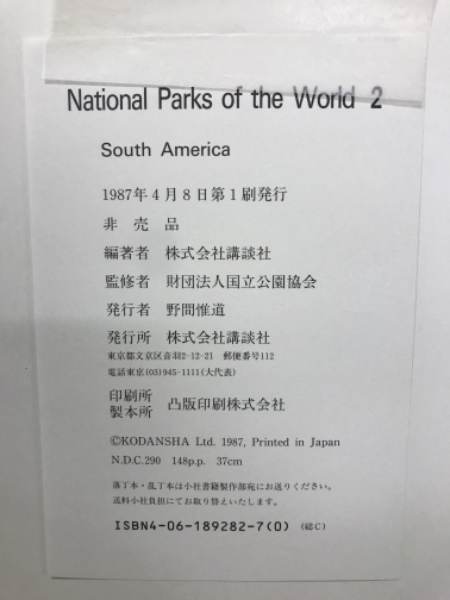 National Parks of the World 2
South America
1987年4月8日第1刷発行
非売品
編著者 株式会社講談社
監修者 財団法人国立公園協会
発行者 野間惟道
発行所 株式会社講談社
東京都文京区音羽2-12-21 郵便番号112
電話東京(03)945-1111(大代表)
印刷所
製本所 凸版印刷株式会社
©KODANSHA Ltd. 1987, Printed in Japan
N.D.C.290 148p.p. 37cm
落丁本・乱丁本は小社書籍製作部宛にお送りください。
送料小社負担にてお取り替えいたします。
ISBN4-06-189282-7(0) (総C)